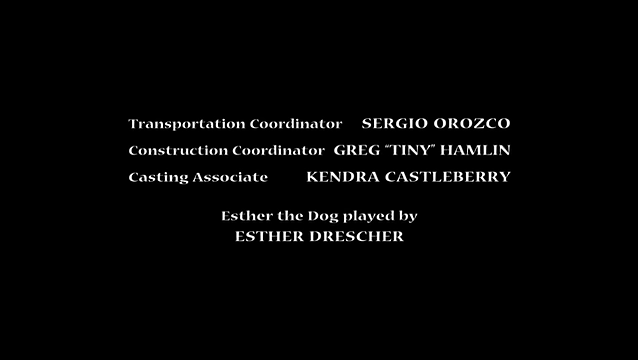 Transportation Coordinator SERGIO OROZCO
Construction Coordinator GREG "TINY" HAMLIN
Casting Associate KENDRA CASTLEBERRY
Esther the Dog played by
ESTHER DRESCHER